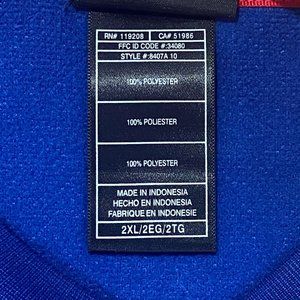 RN# 119208 CA# 51986
FFC ID CODE #:34080
STYLE #:8407A 10
100% POLYESTER
100% POLIESTER
100% POLYESTER
MADE IN INDONESIA
HECHO EN INDONESIA
FABRIQUE EN INDONESIE
2XL/2EG/2TG